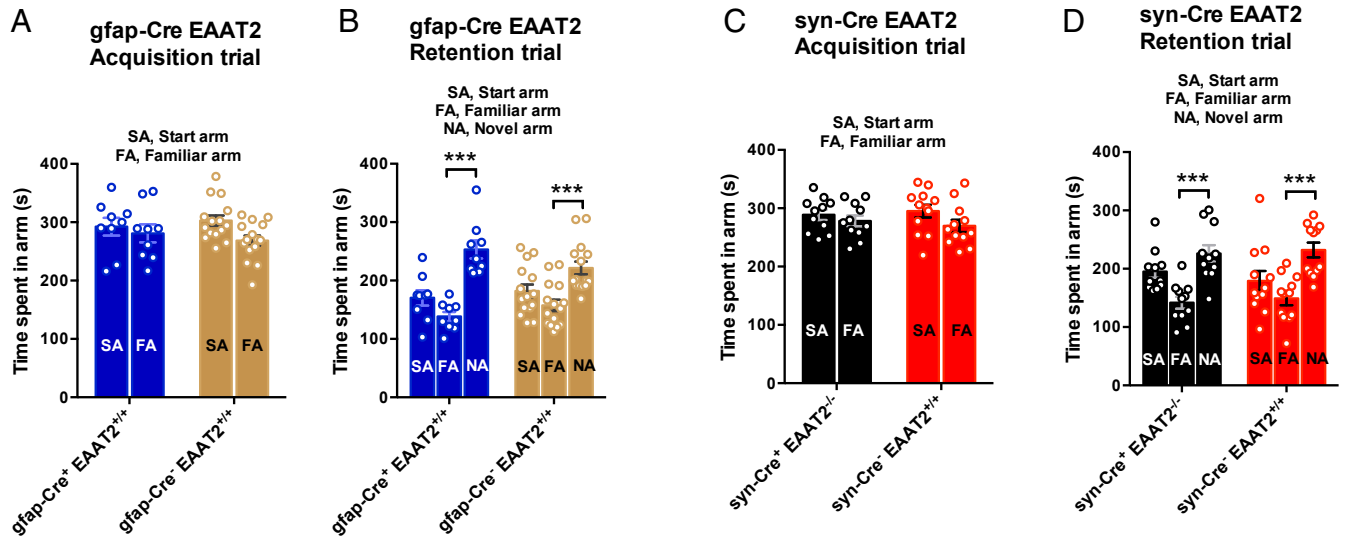 A
gfap-Cre EAAT2
Acquisition trial
SA, Start arm
FA, Familiar arm
Time spent in arm (s)
400
300
200
100
0
SA FA SA FA
gfap-Cre+ EAAT2+/+
gfap-Cre- EAAT2+/+
B
gfap-Cre EAAT2
Retention trial
SA, Start arm
FA, Familiar arm
NA, Novel arm
Time spent in arm (s)
400
300
200
100
0
*** ***
SA FA NA SA FA NA
gfap-Cre+ EAAT2+/+
gfap-Cre- EAAT2+/+
C
syn-Cre EAAT2
Acquisition trial
SA, Start arm
FA, Familiar arm
Time spent in arm (s)
400
300
200
100
0
SA FA SA FA
syn-Cre+ EAAT2-/-
syn-Cre- EAAT2+/+
D
syn-Cre EAAT2
Retention trial
SA, Start arm
FA, Familiar arm
NA, Novel arm
Time spent in arm (s)
400
300
200
100
0
*** ***
SA FA NA SA FA NA
syn-Cre+ EAAT2-/-
syn-Cre- EAAT2+/+